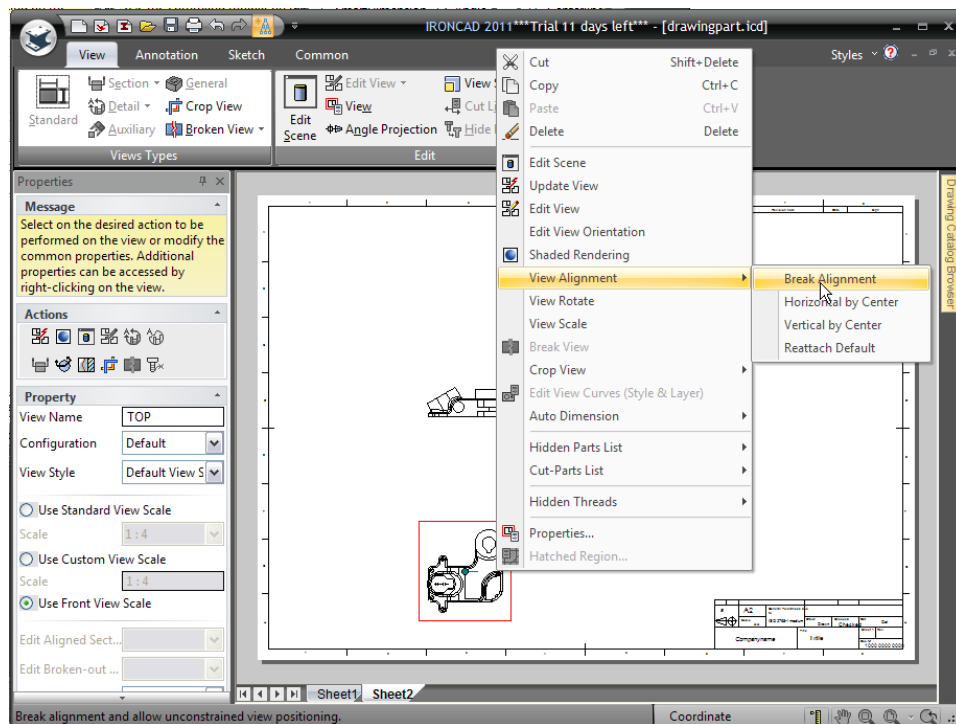 IRONCAD 2011***Trial 11 days left*** - [drawingpart.icd]
View Annotation Sketch Common Styles
Standard
Section General
Detail Crop View
Auxiliary Broken View
Views Types
Edit Scene
Edit View View
View Cut Li
Angle Projection Hide
Edit
Properties
Message
Select on the desired action to be
performed on the view or modify the
common properties. Additional
properties can be accessed by
right-clicking on the view.
Actions
Property
View Name TOP
Configuration Default
View Style Default View S
Use Standard View Scale
Scale 1:4
Use Custom View Scale
Scale 1:4
Use Front View Scale
Edit Aligned Sect...
Edit Broken-out ...
Cut Shift+Delete
Copy Ctrl+C
Paste Ctrl+V
Delete Delete
Edit Scene
Update View
Edit View
Edit View Orientation
Shaded Rendering
View Alignment
View Rotate
View Scale
Break View
Crop View
Edit View Curves (Style & Layer)
Auto Dimension
Hidden Parts List
Cut-Parts List
Hidden Threads
Properties...
Hatched Region...
Break Alignment
Horizontal by Center
Vertical by Center
Reattach Default
Drawing Catalog Browser
A2
Companyname
Sheet1 Sheet2
Break alignment and allow unconstrained view positioning.
Coordinate